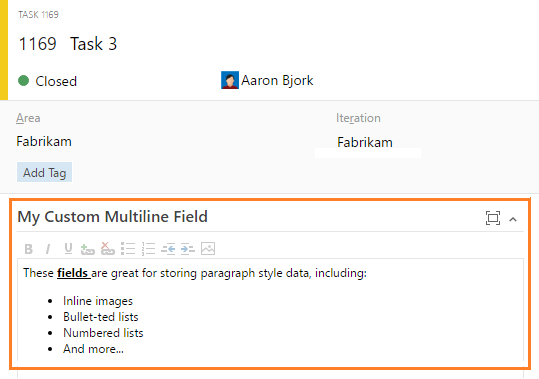 TASK 1169
1169 Task 3
Closed Aaron Bjork
Area Iteration
Fabrikam Fabrikam
Add Tag
My Custom Multiline Field
B I U
These fields are great for storing paragraph style data, including:
• Inline images
• Bullet-ted lists
• Numbered lists
• And more...